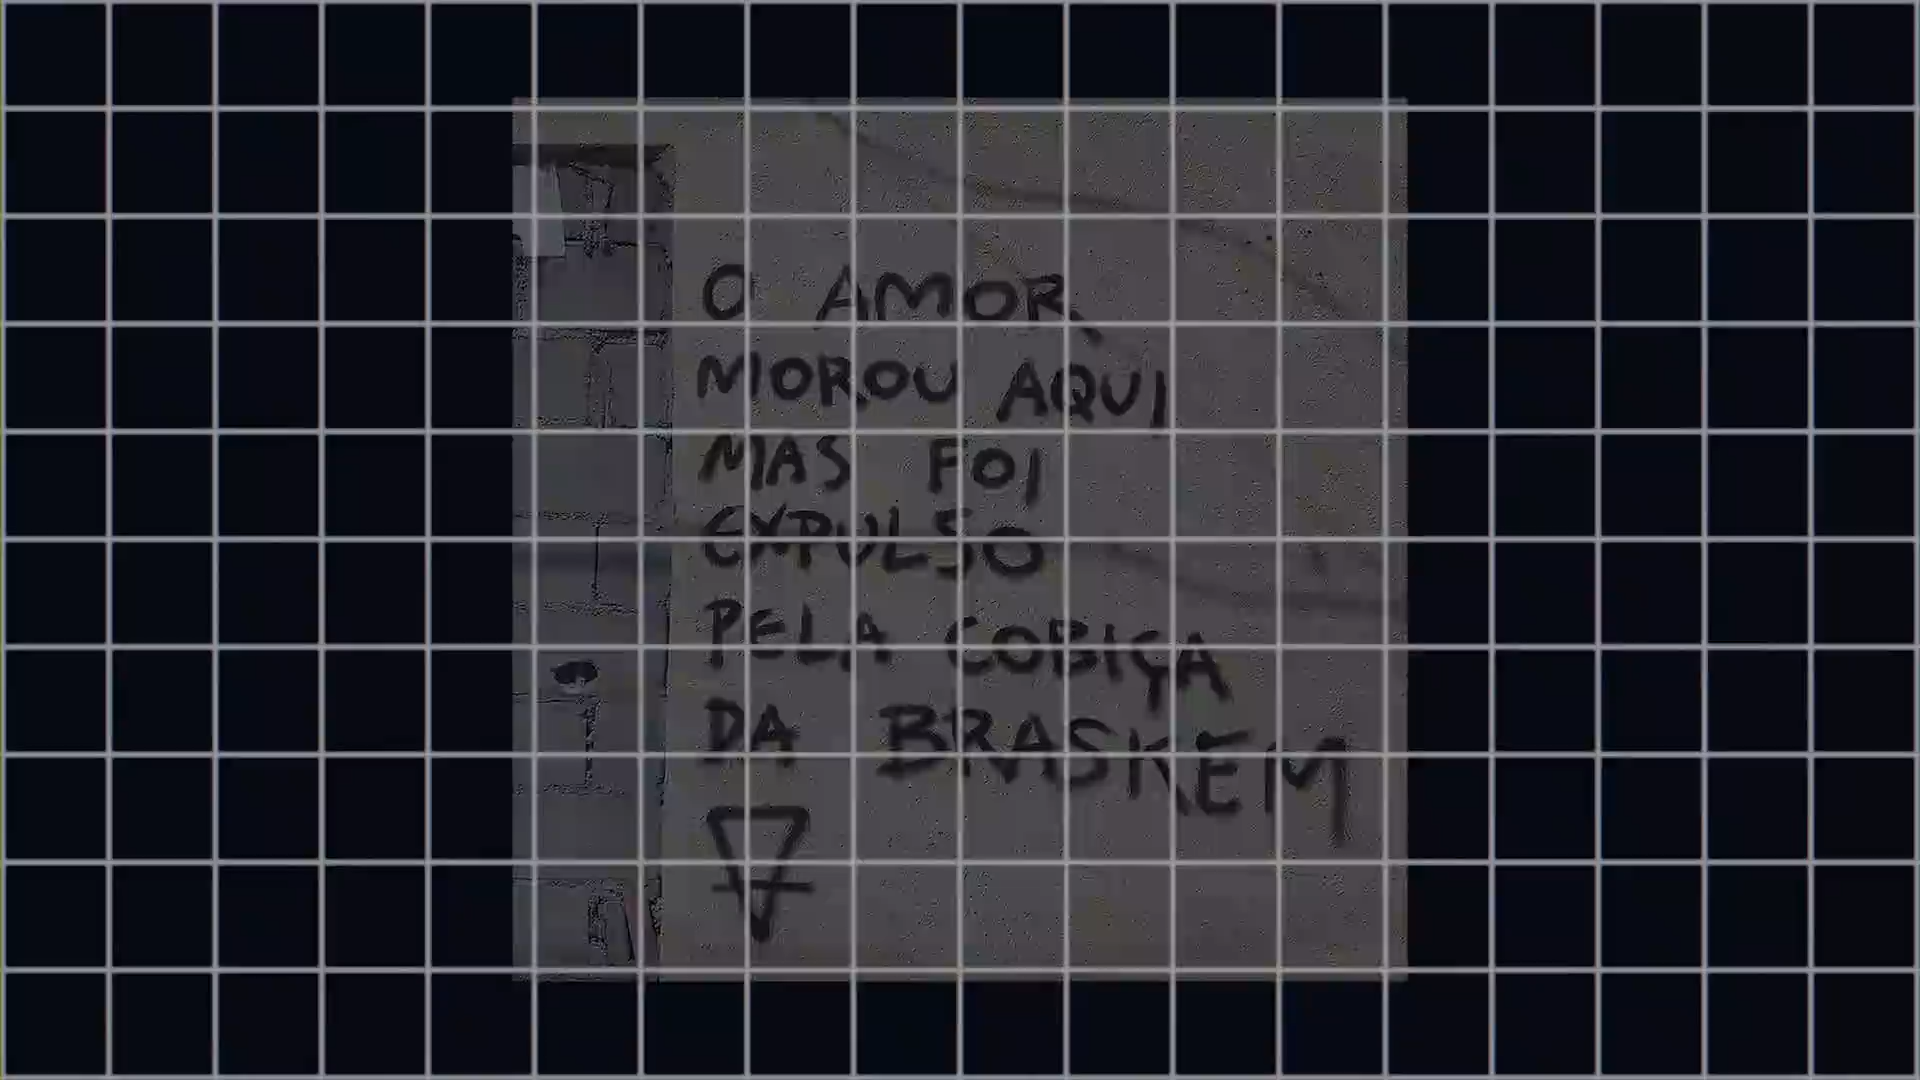 O AMOR
MOROU AQUI
MAS FOI
EXPULSO
PELA COBIÇA
DA BRASKEM